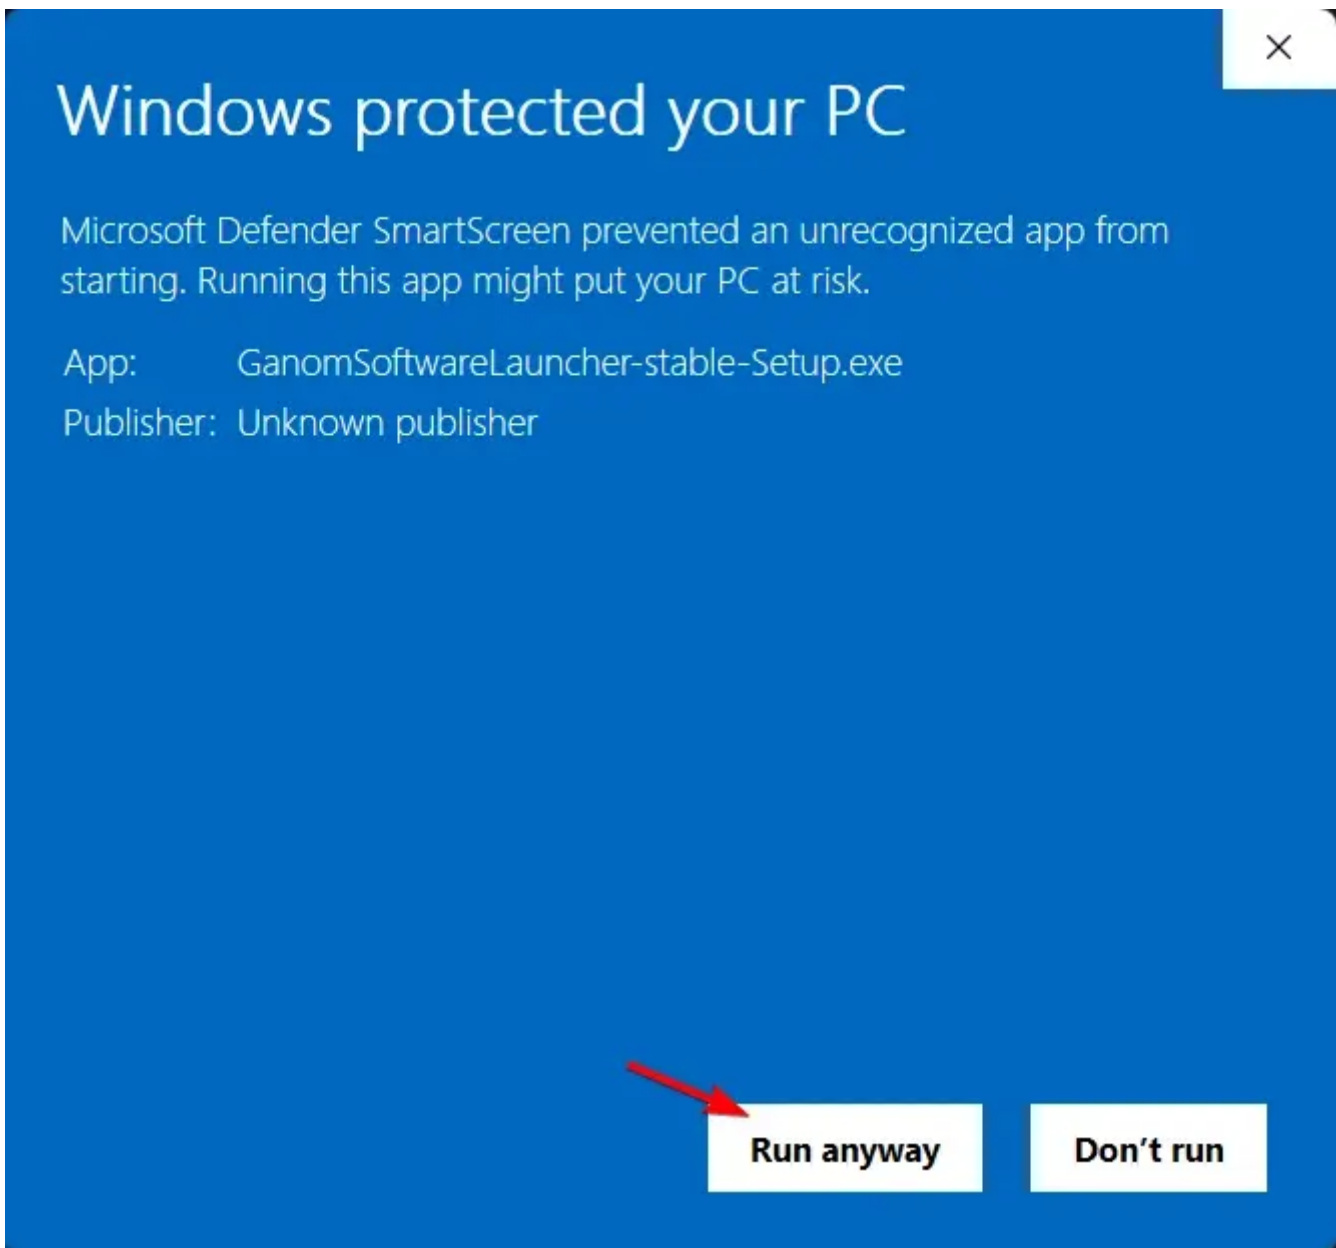 Windows protected your PC
Microsoft Defender SmartScreen prevented an unrecognized app from
starting. Running this app might put your PC at risk.
App: GanomSoftwareLauncher-stable-Setup.exe
Publisher: Unknown publisher
Run anyway Don’t run